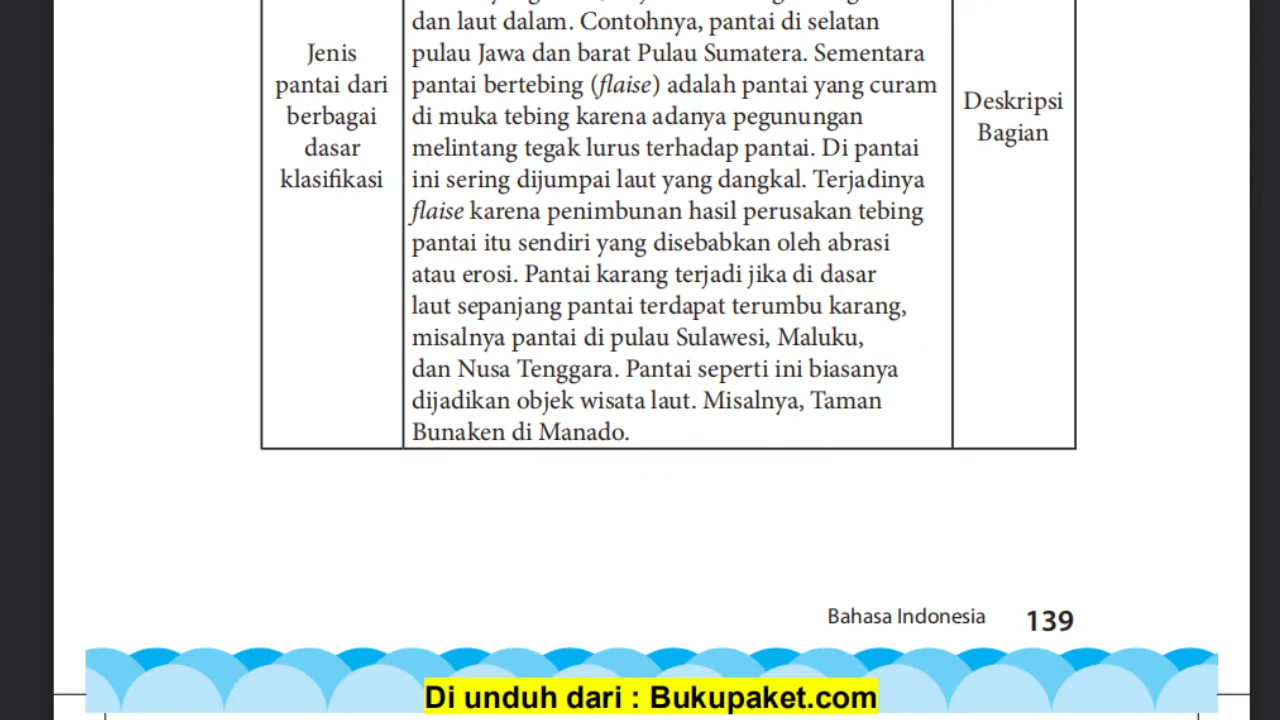 dan laut dalam. Contohnya, pantai di selatan
pulau Jawa dan barat Pulau Sumatera. Sementara
pantai bertebing (flaise) adalah pantai yang curam
di muka tebing karena adanya pegunungan
melintang tegak lurus terhadap pantai. Di pantai
ini sering dijumpai laut yang dangkal. Terjadinya
flaise karena penimbunan hasil perusakan tebing
pantai itu sendiri yang disebabkan oleh abrasi
atau erosi. Pantai karang terjadi jika di dasar
laut sepanjang pantai terdapat terumbu karang,
misalnya pantai di pulau Sulawesi, Maluku,
dan Nusa Tenggara. Pantai seperti ini biasanya
dijadikan objek wisata laut. Misalnya, Taman
Bunaken di Manado.
Jenis
pantai dari
berbagai
dasar
klasifikasi
Deskripsi
Bagian
Bahasa Indonesia 139
Di unduh dari : Bukupaket.com